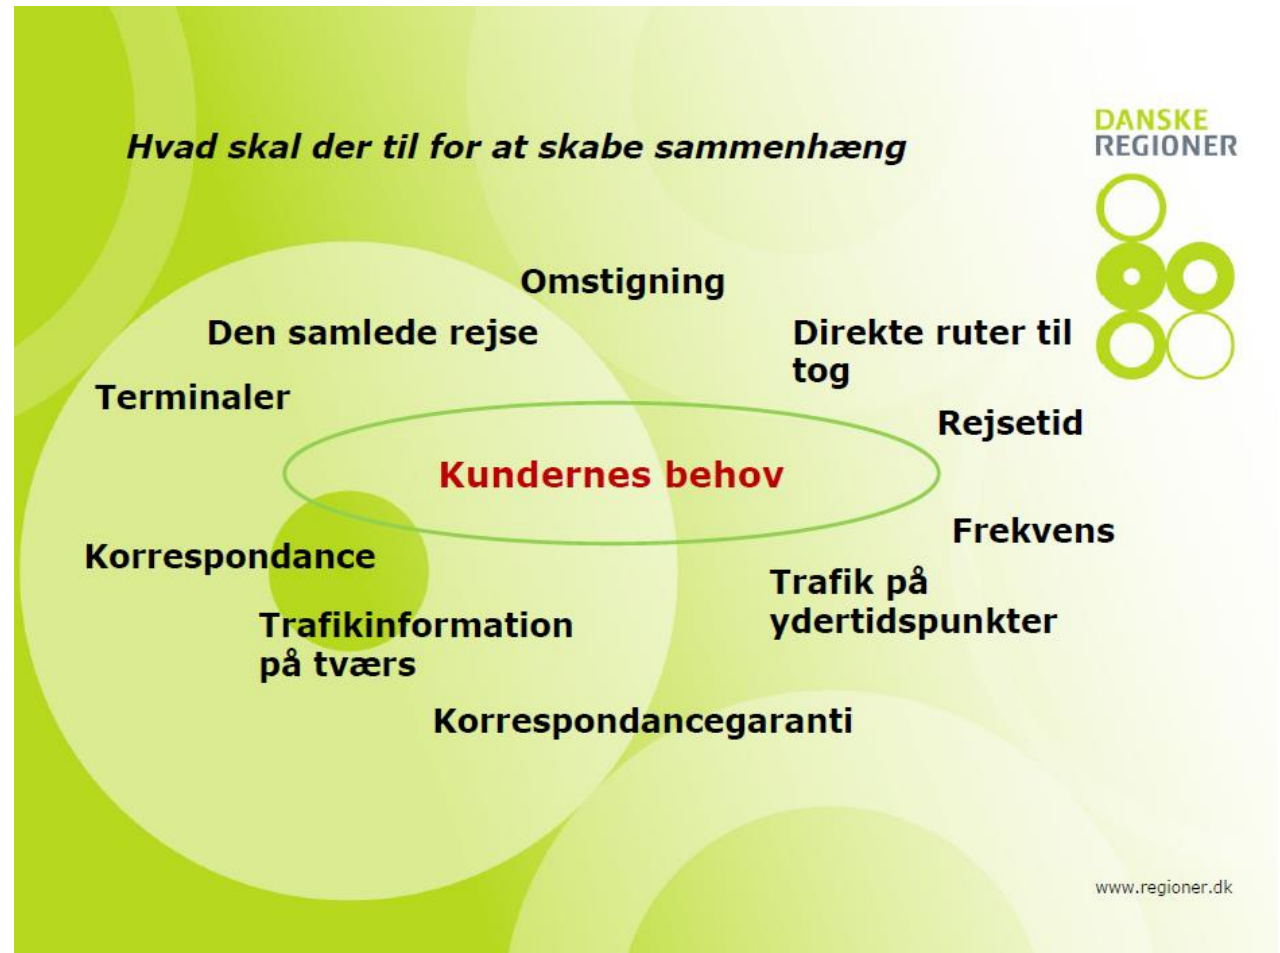 Hvad skal der til for at skabe sammenhæng
DANSKE
REGIONER
Omstigning
Den samlede rejse
Direkte ruter til
tog
Terminaler
Rejsetid
Kundernes behov
Frekvens
Korrespondance
Trafik på
ydertidspunkter
Trafikinformation
på tværs
Korrespondancegaranti
www.regioner.dk